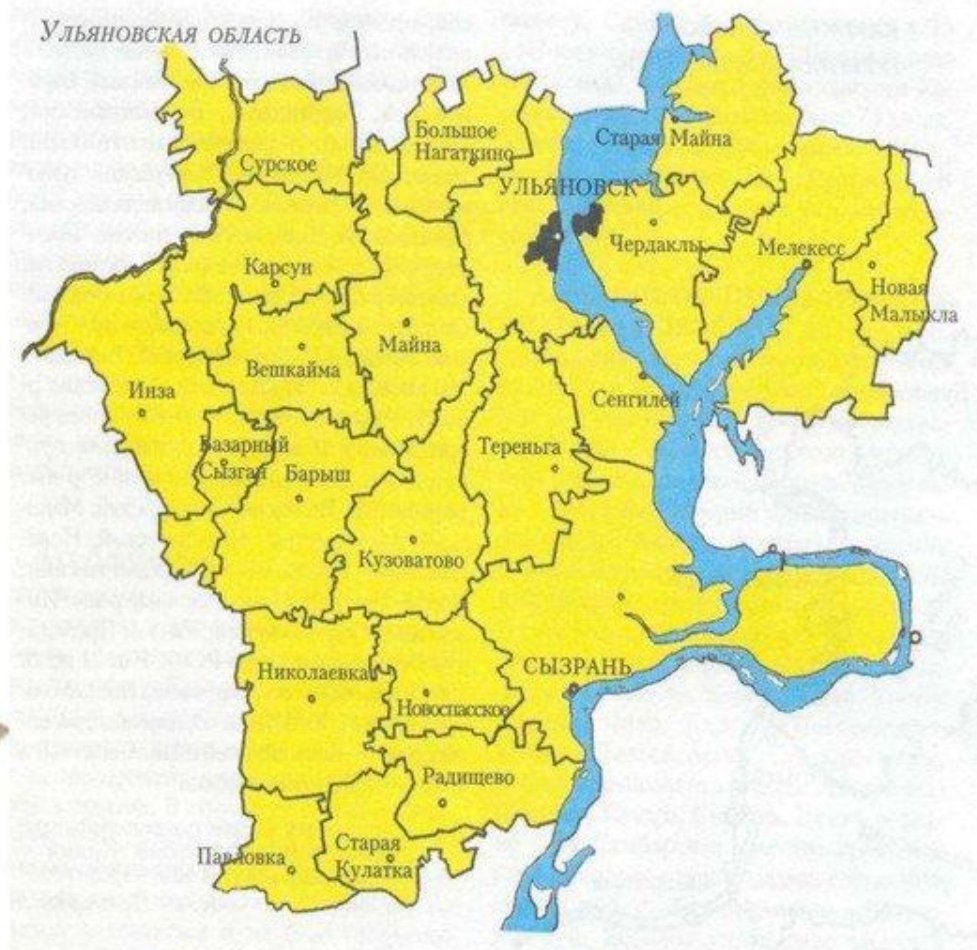 Ульяновская область
Большое
Нагаткино
Старая Майна
Сурское
УЛЬЯНОВСК
Чердаклы
Мелекесс
Карсун
Новая
Малыкла
Майна
Вешкайма
Инза
Сенгилей
Базарный
Сызган
Барыш
Тереньга
Кузоватово
Николаевка
СЫЗРАНЬ
Новоспасское
Радищево
Павловка
Старая
Кулатка